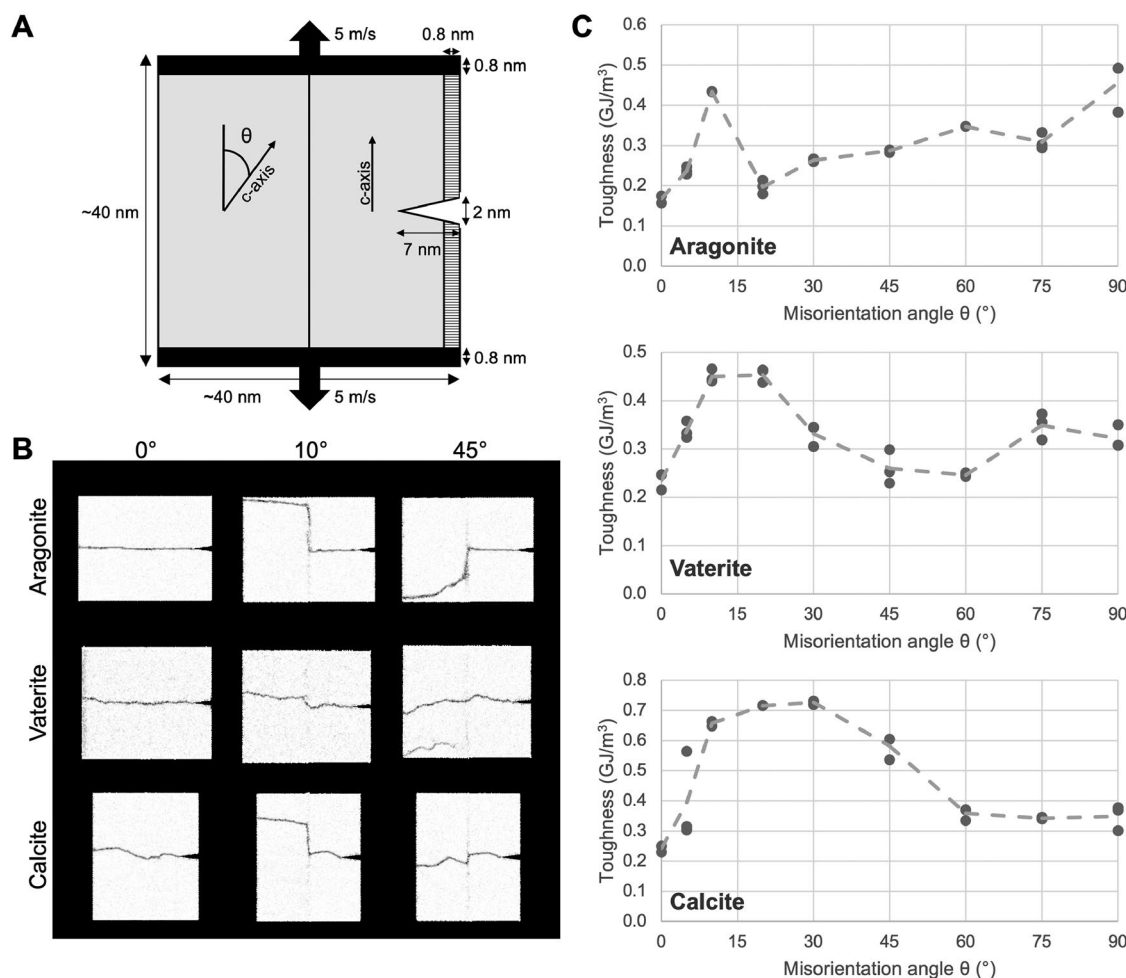 A
5 m/s
0.8 nm
0.8 nm
θ
c-axis
c-axis
~40 nm
2 nm
7 nm
0.8 nm
~40 nm
5 m/s
B
0° 10° 45°
Aragonite
Vaterite
Calcite
C
Toughness (GJ/m³)
0.6
0.5
0.4
0.3
0.2
0.1
0.0
Aragonite
0 15 30 45 60 75 90
Misorientation angle θ (°)
Toughness (GJ/m³)
0.5
0.4
0.3
0.2
0.1
0.0
Vaterite
0 15 30 45 60 75 90
Misorientation angle θ (°)
Toughness (GJ/m³)
0.8
0.7
0.6
0.5
0.4
0.3
0.2
0.1
0.0
Calcite
0 15 30 45 60 75 90
Misorientation angle θ (°)